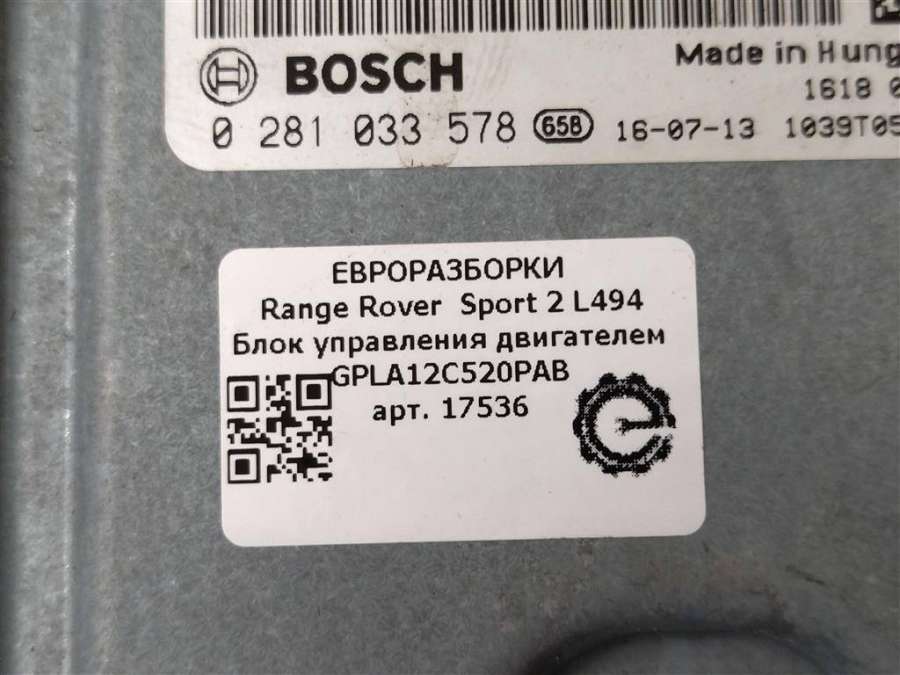 BOSCH
Made in Hung
1618 0
0 281 033 578 65B 16-07-13 1039T05
ЕВРОРАЗБОРКИ
Range Rover Sport 2 L494
Блок управления двигателем
GPLA12C520PAB
арт. 17536